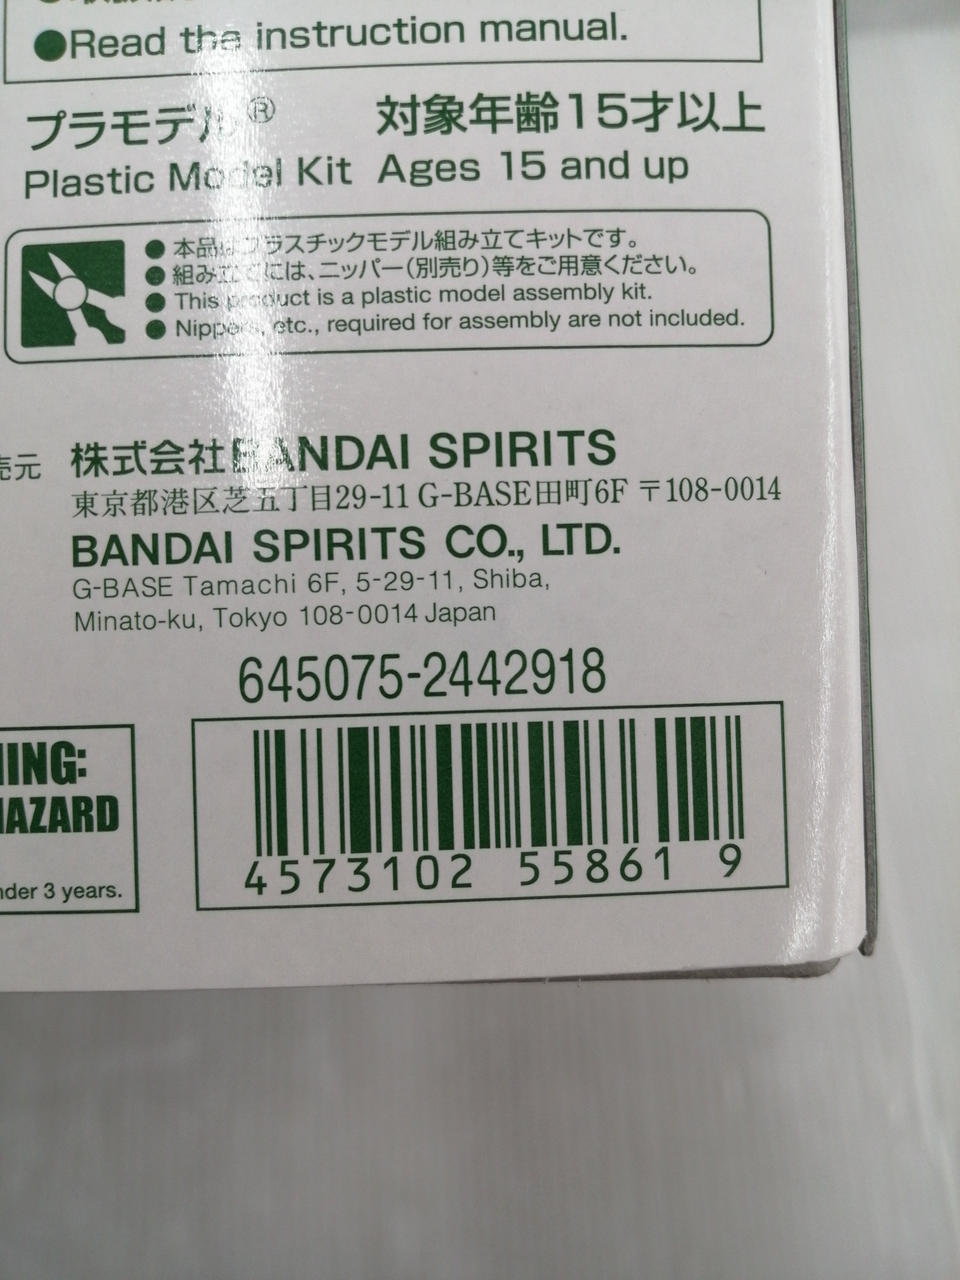 ●Read the instruction manual.
プラモデル® 対象年齢15才以上
Plastic Model Kit Ages 15 and up
●本品はプラスチックモデル組み立てキットです。
●組み立てには、ニッパー(別売り)等をご用意ください。
●This product is a plastic model assembly kit.
●Nippers, etc., required for assembly are not included.
売元 株式会社BANDAI SPIRITS
東京都港区芝五丁目29-11 G-BASE田町6F 〒108-0014
BANDAI SPIRITS CO., LTD.
G-BASE Tamachi 6F, 5-29-11, Shiba,
Minato-ku, Tokyo 108-0014 Japan
645075-2442918
ING:
HAZARD
nder 3 years.
4573102 55861 9